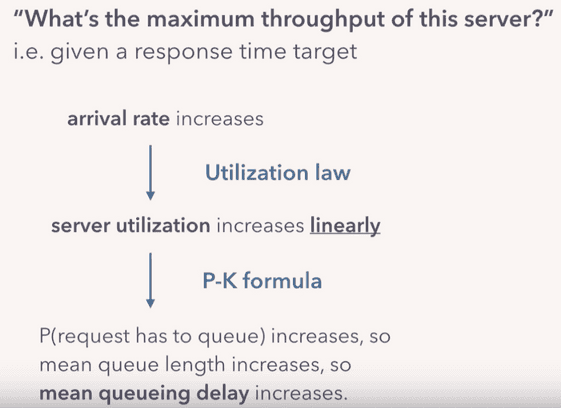 “What’s the maximum throughput of this server?”
i.e. given a response time target
arrival rate increases
Utilization law
server utilization increases linearly
P-K formula
P(request has to queue) increases, so
mean queue length increases, so
mean queueing delay increases.